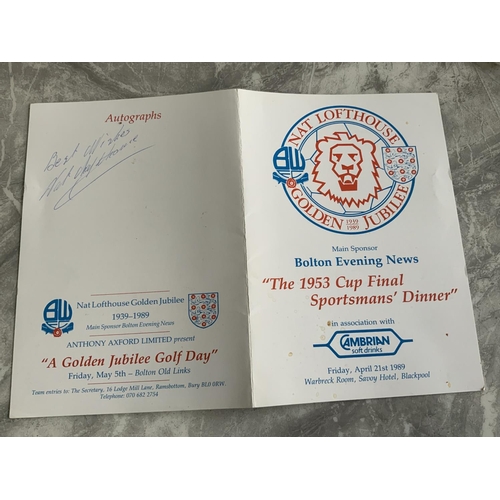 Autographs
Best Wishes
Nat Lofthouse
BW
Nat Lofthouse Golden Jubilee
1939-1989
Main Sponsor Bolton Evening News
ANTHONY AXFORD LIMITED present
"A Golden Jubilee Golf Day"
Friday, May 5th – Bolton Old Links
Team entries to: The Secretary, 16 Lodge Mill Lane, Ramsbottom, Bury BL0 0RW.
Telephone: 070 682 2754
NAT LOFTHOUSE
BW
1939
1989
GOLDEN JUBILEE
Main Sponsor
Bolton Evening News
"The 1953 Cup Final
Sportsmans' Dinner"
in association with
CAMBRIAN
soft drinks
Friday, April 21st 1989
Warbreck Room, Savoy Hotel, Blackpool